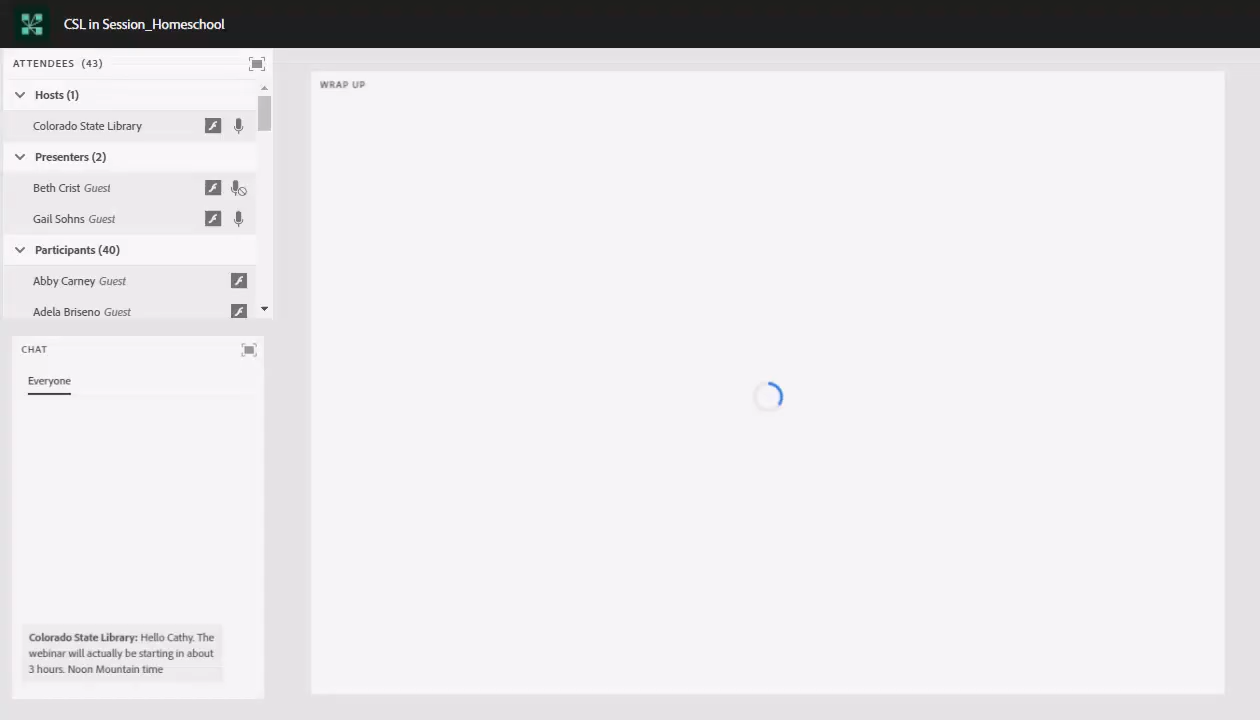 CSL in Session_Homeschool
ATTENDEES (43)
Hosts (1)
Colorado State Library
Presenters (2)
Beth Crist Guest
Gail Sohns Guest
Participants (40)
Abby Carney Guest
Adela Briseno Guest
CHAT
Everyone
Colorado State Library: Hello Cathy. The
webinar will actually be starting in about
3 hours. Noon Mountain time
WRAP UP